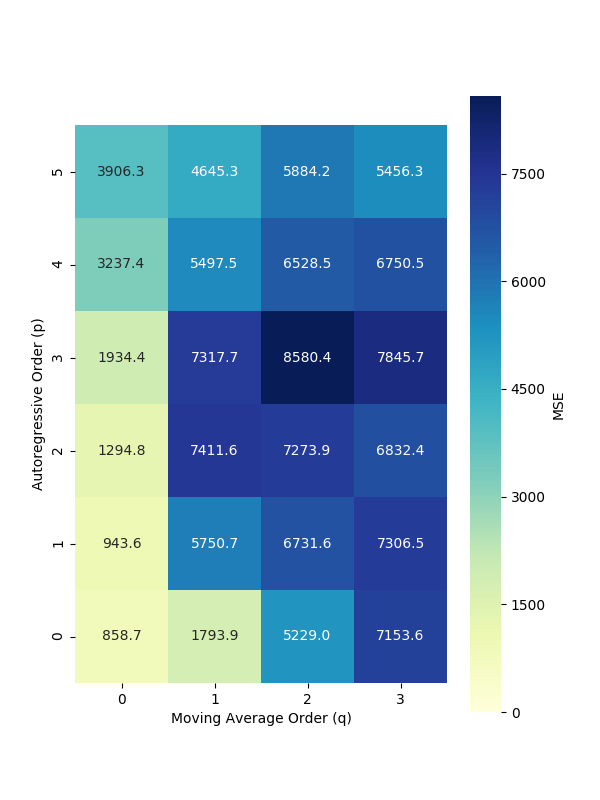 5 3906.3 4645.3 5884.2 5456.3
4 3237.4 5497.5 6528.5 6750.5
3 1934.4 7317.7 8580.4 7845.7
2 1294.8 7411.6 7273.9 6832.4
1 943.6 5750.7 6731.6 7306.5
0 858.7 1793.9 5229.0 7153.6
0 1 2 3
Moving Average Order (q)
Autoregressive Order (p)
7500
6000
4500
3000
1500
0
MSE